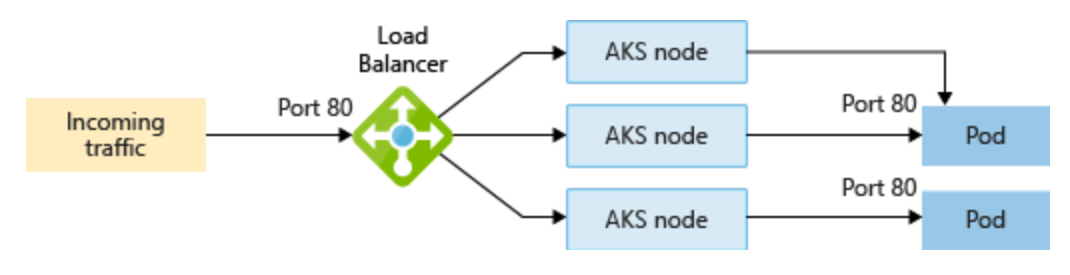 Load
Balancer
AKS node
Incoming
traffic
Port 80
AKS node
Port 80
Pod
AKS node
Port 80
Pod